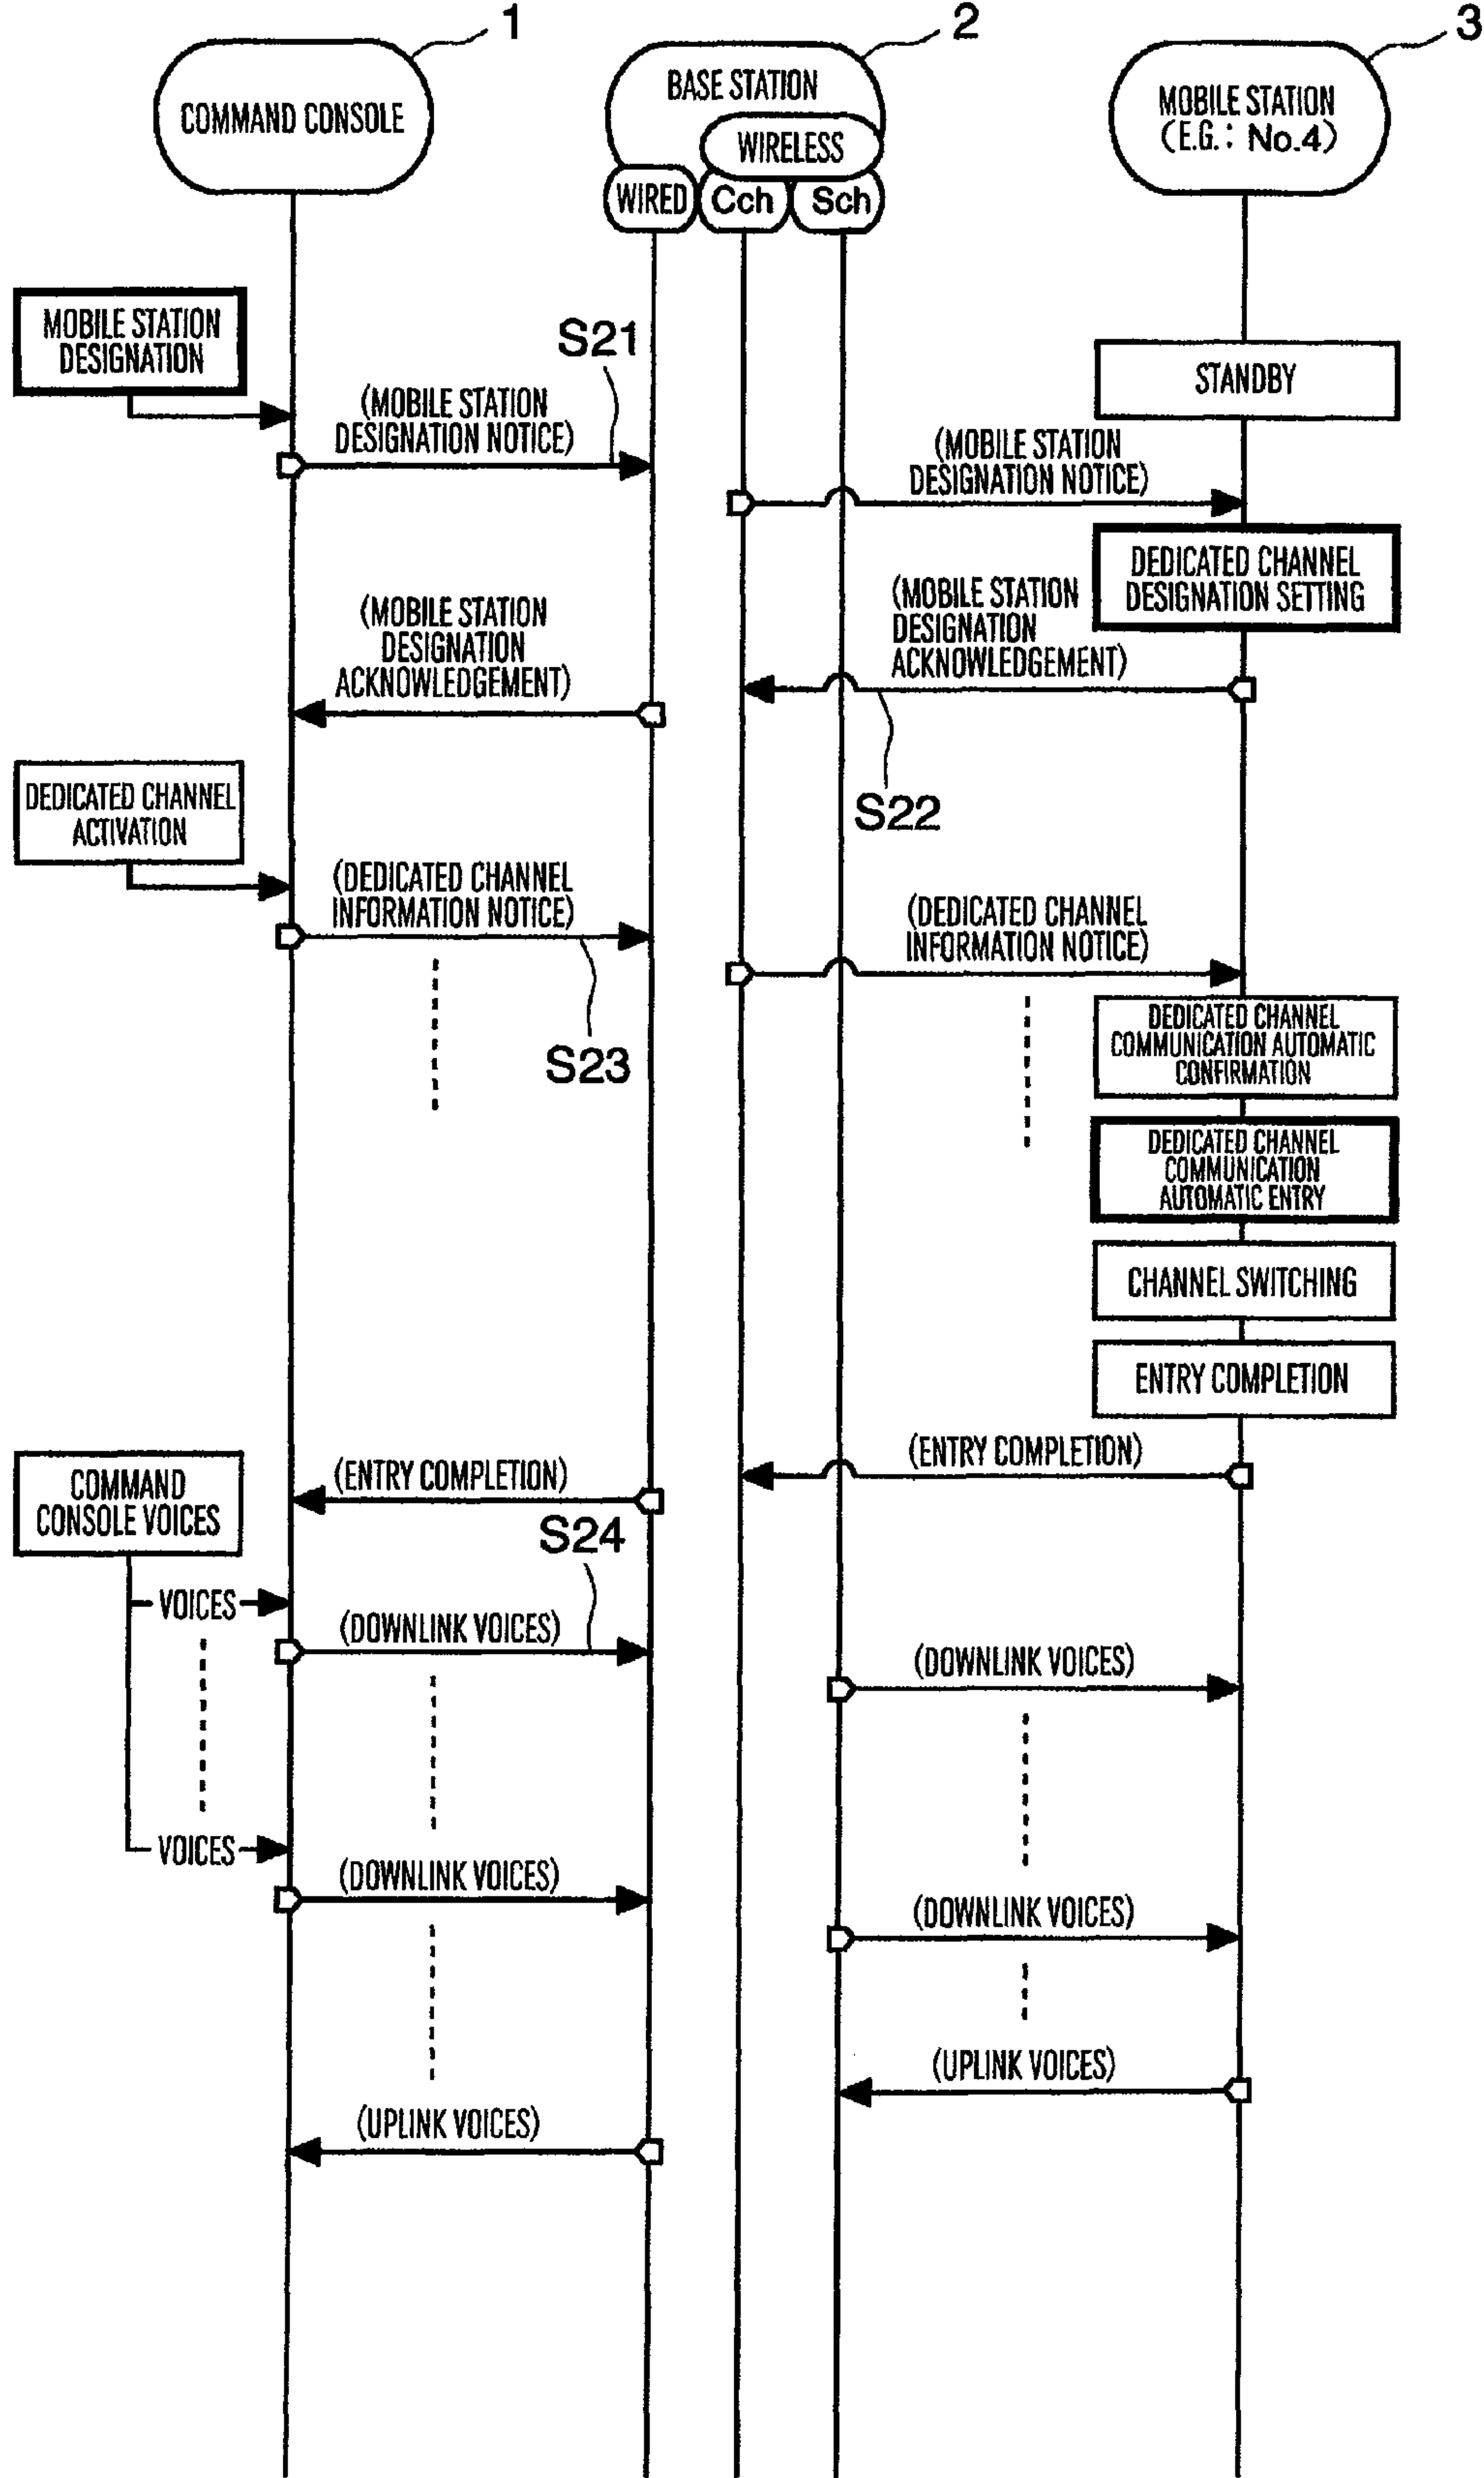 1
2
3
COMMAND CONSOLE
BASE STATION
WIRELESS
WIRED
Cch
Sch
MOBILE STATION
(E.G.: No.4)
MOBILE STATION
DESIGNATION
STANDBY
S21
(MOBILE STATION
DESIGNATION NOTICE)
(MOBILE STATION
DESIGNATION NOTICE)
DEDICATED CHANNEL
DESIGNATION SETTING
(MOBILE STATION
DESIGNATION
ACKNOWLEDGEMENT)
(MOBILE STATION
DESIGNATION
ACKNOWLEDGEMENT)
S22
DEDICATED CHANNEL
ACTIVATION
(DEDICATED CHANNEL
INFORMATION NOTICE)
S23
(DEDICATED CHANNEL
INFORMATION NOTICE)
DEDICATED CHANNEL
COMMUNICATION AUTOMATIC
CONFIRMATION
DEDICATED CHANNEL
COMMUNICATION
AUTOMATIC ENTRY
CHANNEL SWITCHING
ENTRY COMPLETION
(ENTRY COMPLETION)
(ENTRY COMPLETION)
COMMAND
CONSOLE VOICES
S24
VOICES
(DOWNLINK VOICES)
(DOWNLINK VOICES)
VOICES
(DOWNLINK VOICES)
(DOWNLINK VOICES)
(UPLINK VOICES)
(UPLINK VOICES)